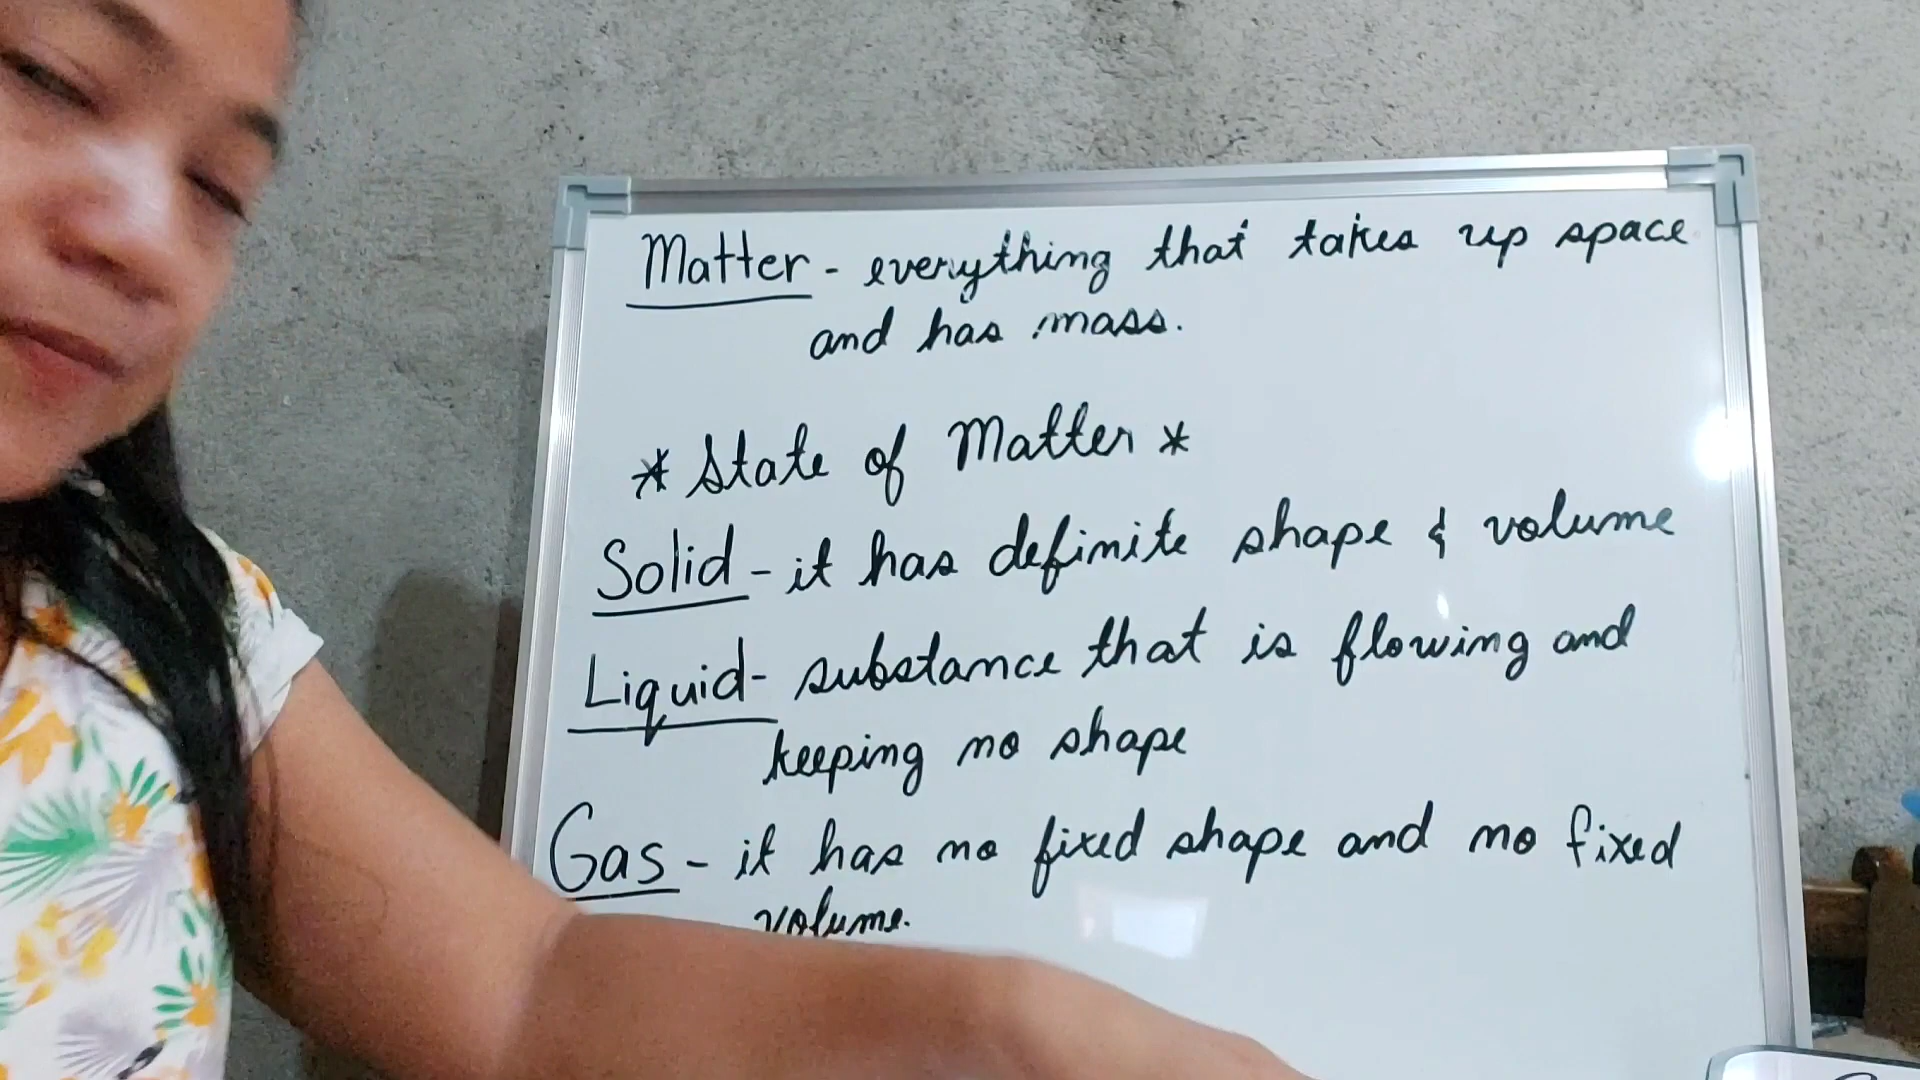 Matter - everything that takes up space
and has mass.
* State of Matter *
Solid - it has definite shape & volume
Liquid - substance that is flowing and
keeping no shape
Gas - it has no fixed shape and no fixed
volume.